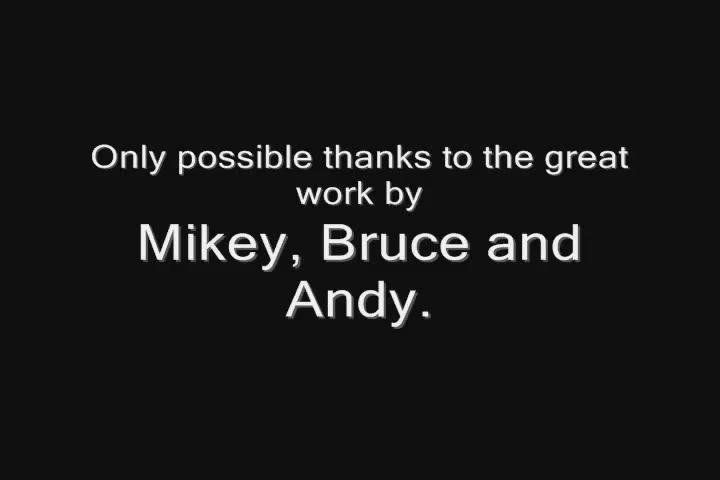 Only possible thanks to the great
work by
Mikey, Bruce and
Andy.